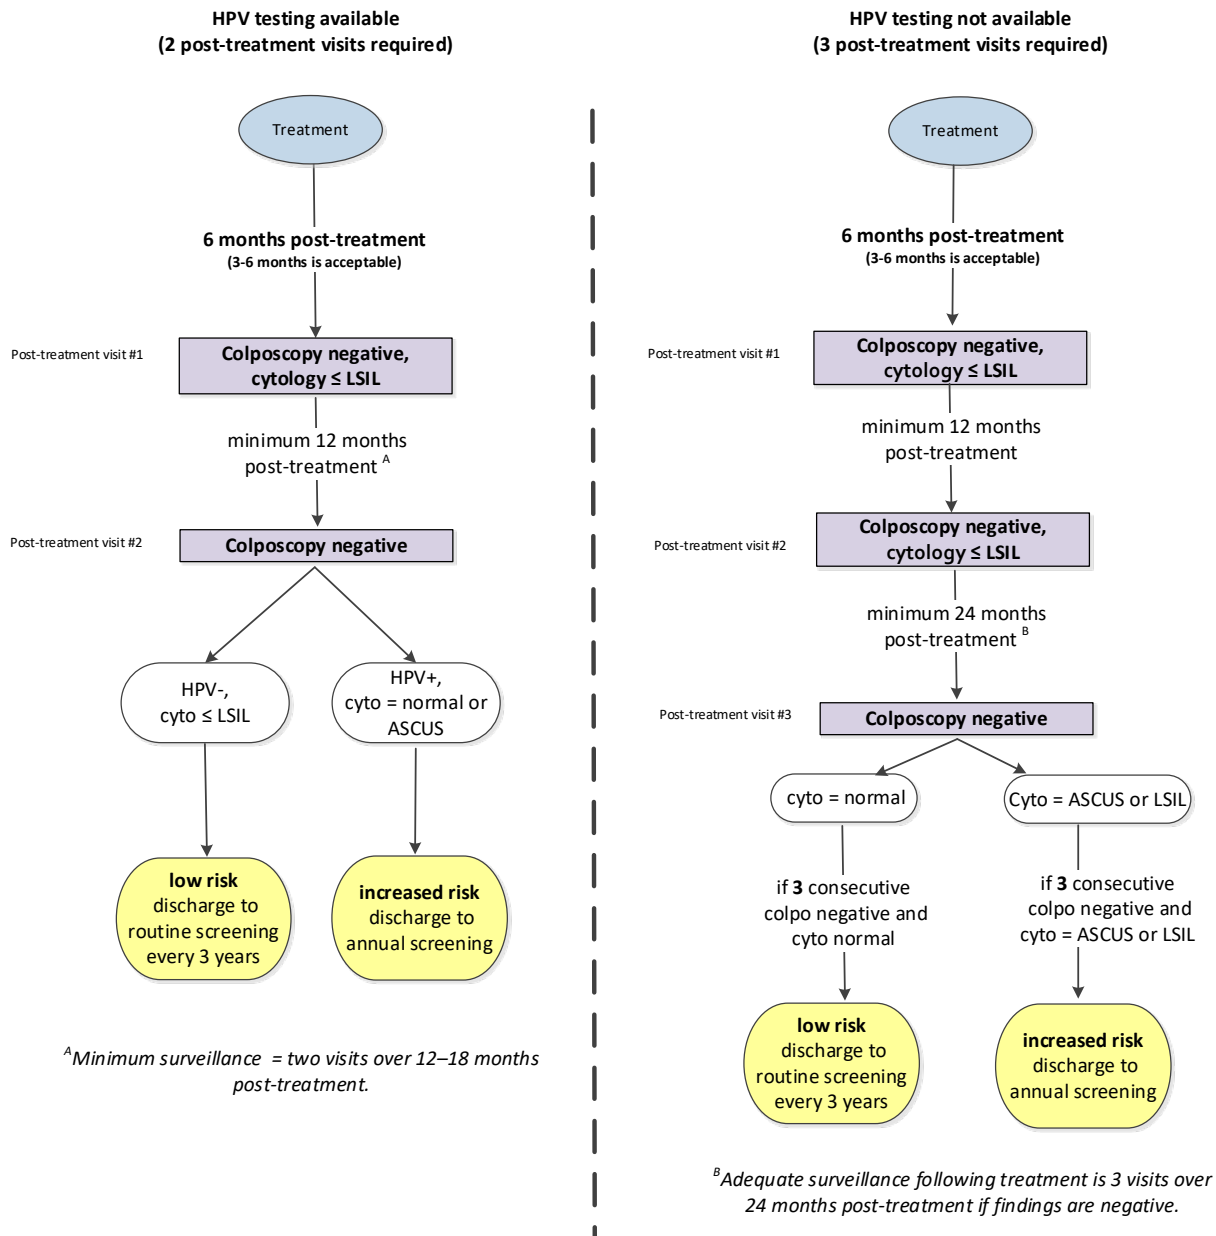 HPV testing available
(2 post-treatment visits required)
Treatment
6 months post-treatment
(3-6 months is acceptable)
Post-treatment visit #1
Colposcopy negative,
cytology ≤ LSIL
minimum 12 months
post-treatment A
Post-treatment visit #2
Colposcopy negative
HPV-,
cyto ≤ LSIL
HPV+,
cyto = normal or
ASCUS
low risk
discharge to
routine screening
every 3 years
increased risk
discharge to
annual screening
A Minimum surveillance = two visits over 12–18 months
post-treatment.
HPV testing not available
(3 post-treatment visits required)
Treatment
6 months post-treatment
(3-6 months is acceptable)
Post-treatment visit #1
Colposcopy negative,
cytology ≤ LSIL
minimum 12 months
post-treatment
Post-treatment visit #2
Colposcopy negative,
cytology ≤ LSIL
minimum 24 months
post-treatment B
Post-treatment visit #3
Colposcopy negative
cyto = normal
Cyto = ASCUS or LSIL
if 3 consecutive
colpo negative and
cyto normal
if 3 consecutive
colpo negative and
cyto = ASCUS or LSIL
low risk
discharge to
routine screening
every 3 years
increased risk
discharge to
annual screening
B Adequate surveillance following treatment is 3 visits over
24 months post-treatment if findings are negative.